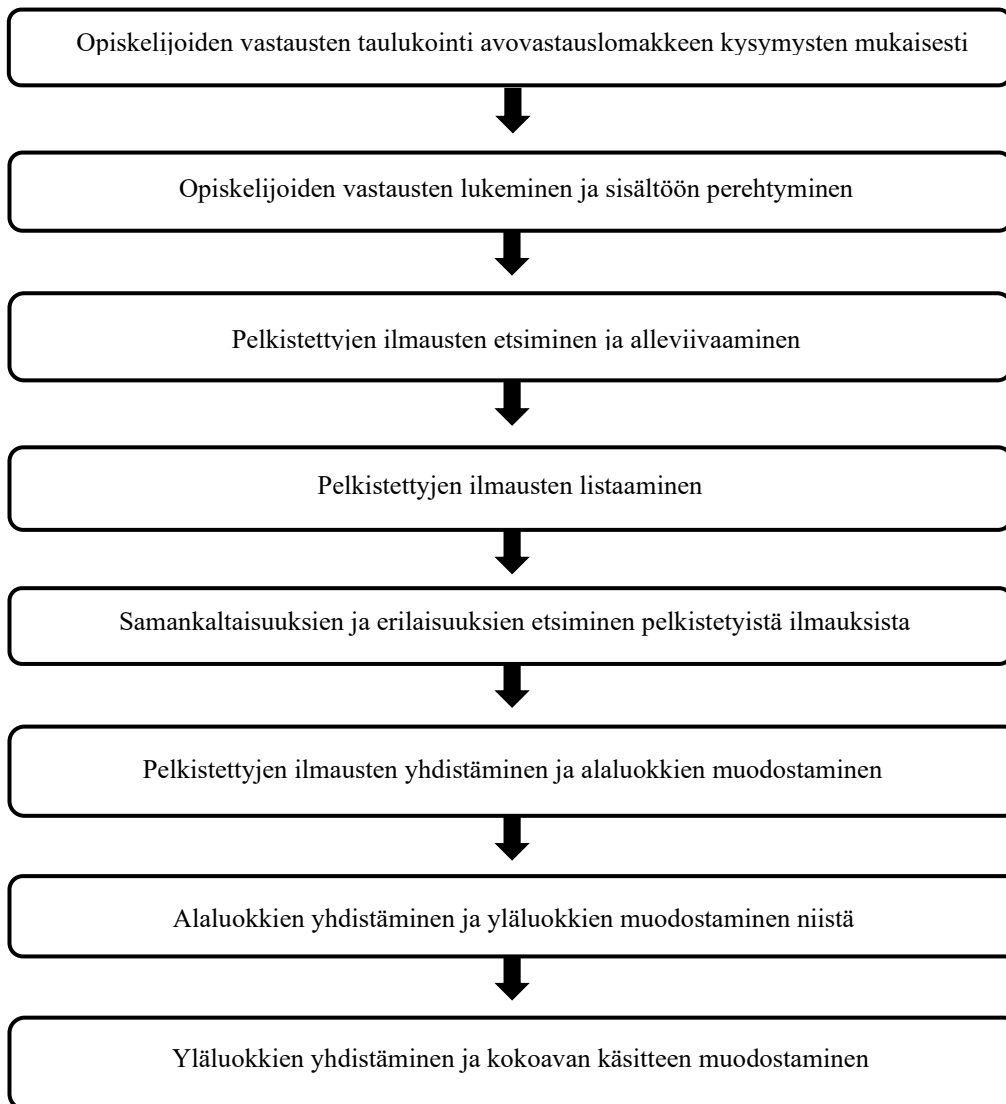 Opiskelijoiden vastausten taulukointi avovastauslomakkeen kysymysten mukaisesti
Opiskelijoiden vastausten lukeminen ja sisältöön perehtyminen
Pelkistettyjen ilmausten etsiminen ja alleviivaaminen
Pelkistettyjen ilmausten listaaminen
Samankaltaisuuksien ja erilaisuuksien etsiminen pelkistetyistä ilmauksista
Pelkistettyjen ilmausten yhdistäminen ja alaluokkien muodostaminen
Alaluokkien yhdistäminen ja yläluokkien muodostaminen niistä
Yläluokkien yhdistäminen ja kokoavan käsitteen muodostaminen